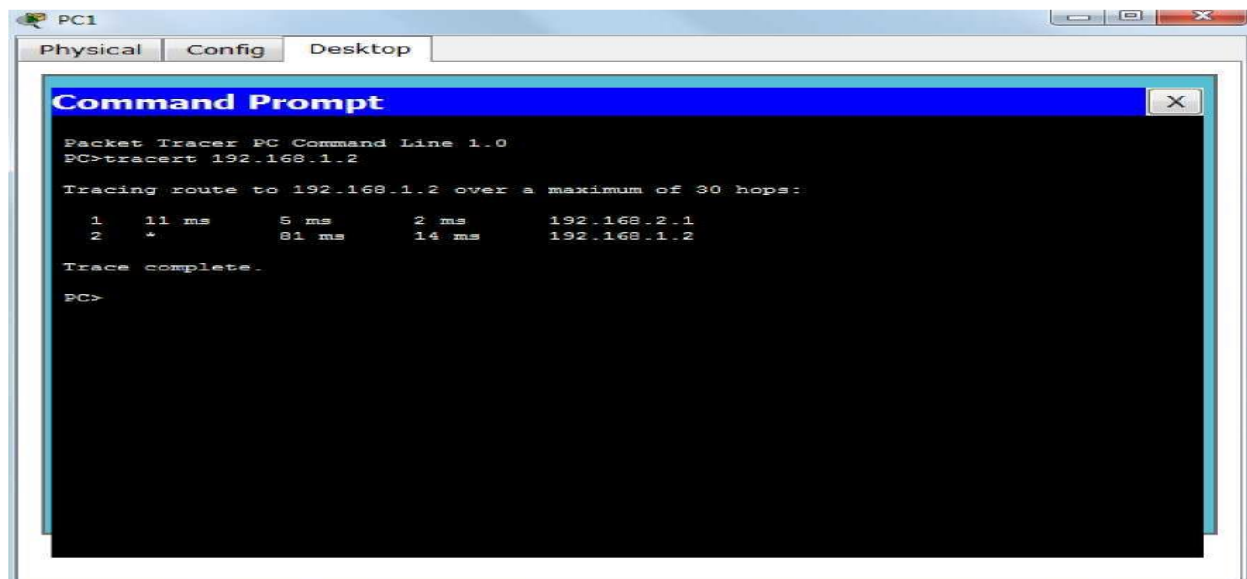 PC1
Physical Config Desktop
Command Prompt X
Packet Tracer PC Command Line 1.0
PC>tracert 192.168.1.2
Tracing route to 192.168.1.2 over a maximum of 30 hops:
1 11 ms 5 ms 2 ms 192.168.2.1
2 * 81 ms 14 ms 192.168.1.2
Trace complete.
PC>